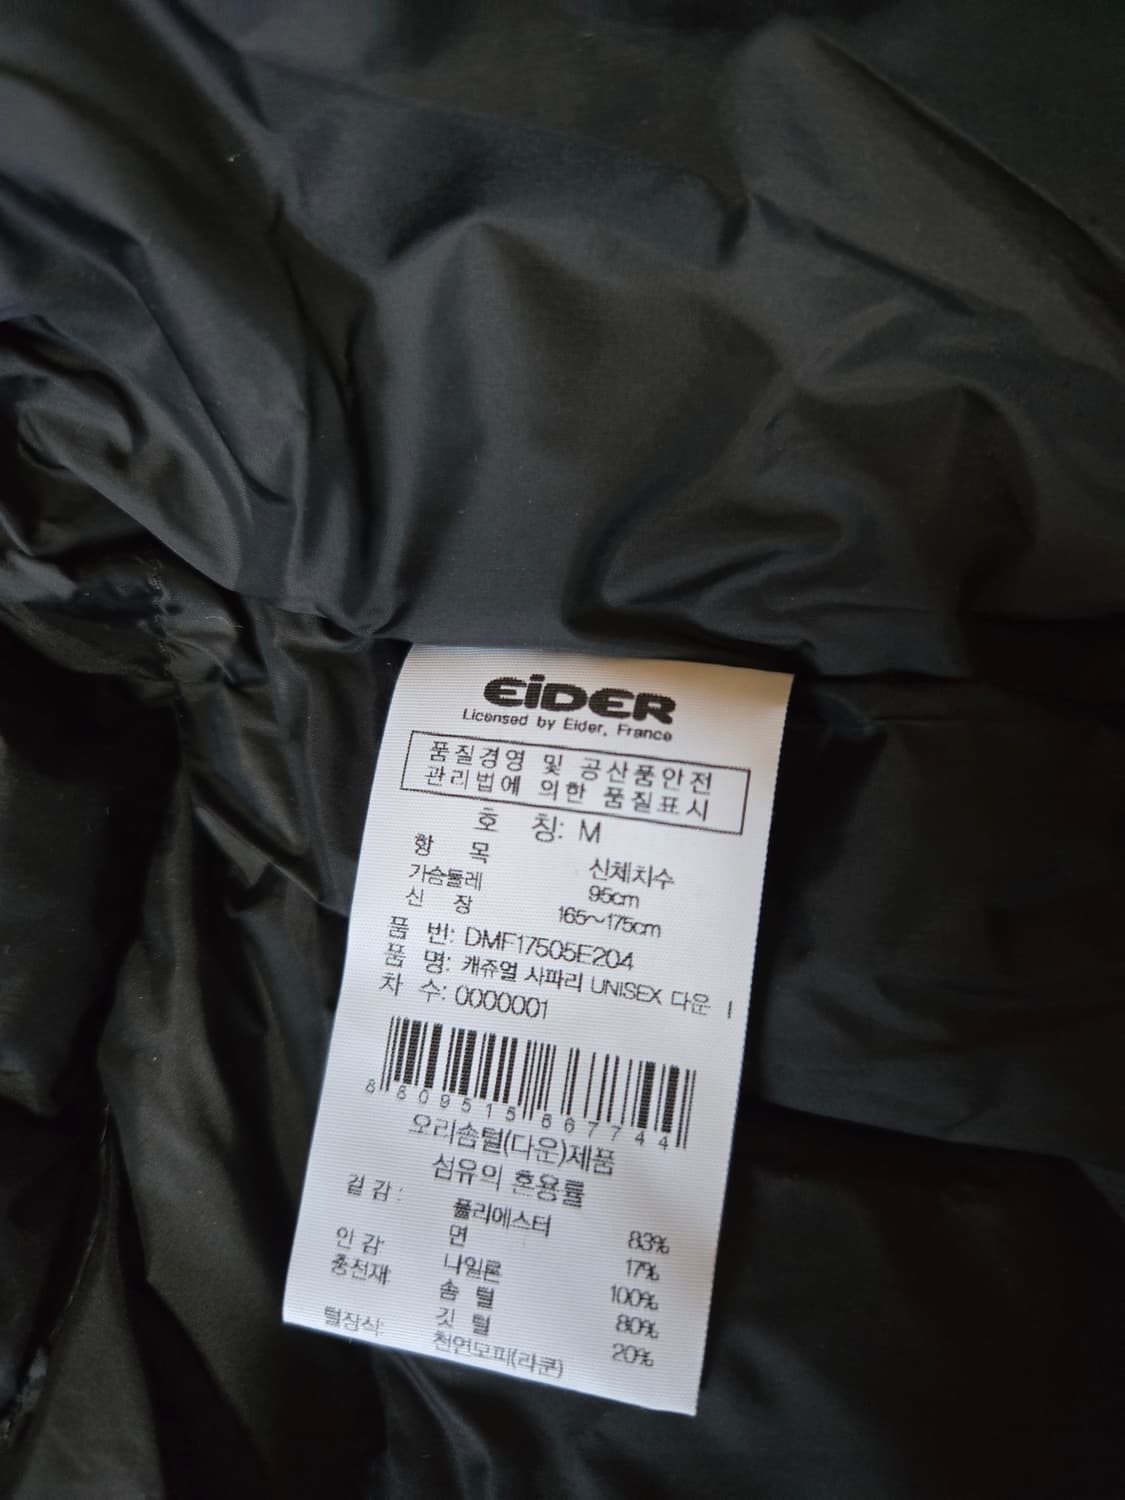 EiDER
Licensed by Eider, France
품질경영 및 공산품안전
관리법에 의한 품질표시
호 칭: M
항 목 신체치수
가슴둘레 95cm
신 장 165~175cm
품 번: DMF17505E204
품 명: 캐쥬얼 사파리 UNISEX 다운 I
차 수: 0000001
8 809515 667744
오리솜털(다운)제품
섬유의 혼용률
겉감: 폴리에스터 83%
면 17%
안감 나일론 100%
충전재 솜 털 80%
깃 털 20%
털장식: 천연모피(라쿤)